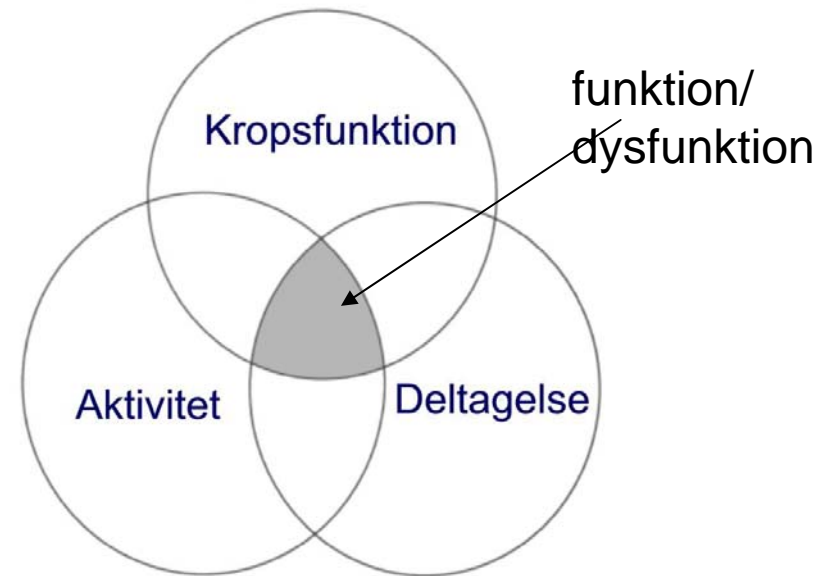 funktion/
dysfunktion
Kropsfunktion
Aktivitet
Deltagelse